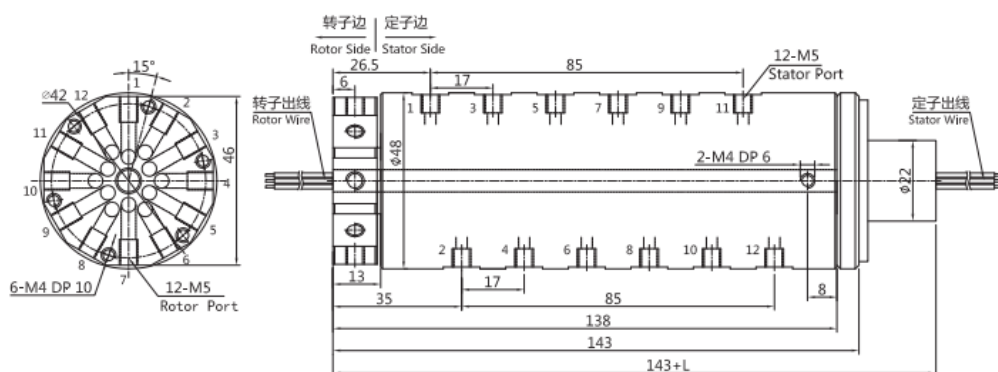 转子边 定子边
Rotor Side Stator Side
26.5
85
6
17
12-M5
Stator Port
15°
⌀42
12
1
2
11
3
10
4
9
5
8
7
6
46
6-M4 DP 10
12-M5
Rotor Port
转子出线
Rotor Wire
1
3
5
7
9
11
ϕ48
2-M4 DP 6
定子出线
Stator Wire
ϕ22
2
4
6
8
10
12
13
17
8
35
85
138
143
143+L